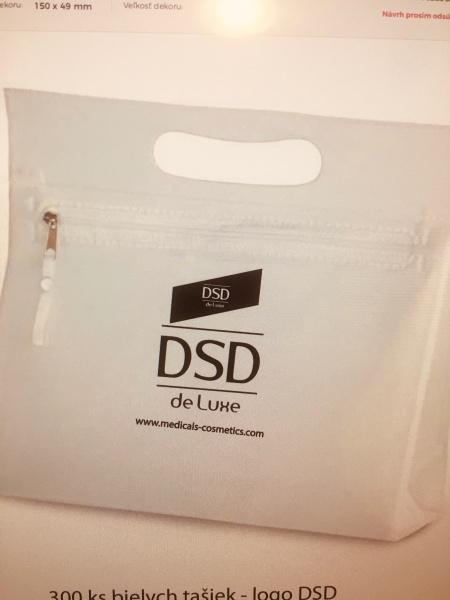 150 x 49 mm
Veľkosť dekoru:
Návrh prosím
DSD
de Luxe
DSD
de Luxe
www.medicals-cosmetics.com
300 ks bielych tašiek - logo DSD